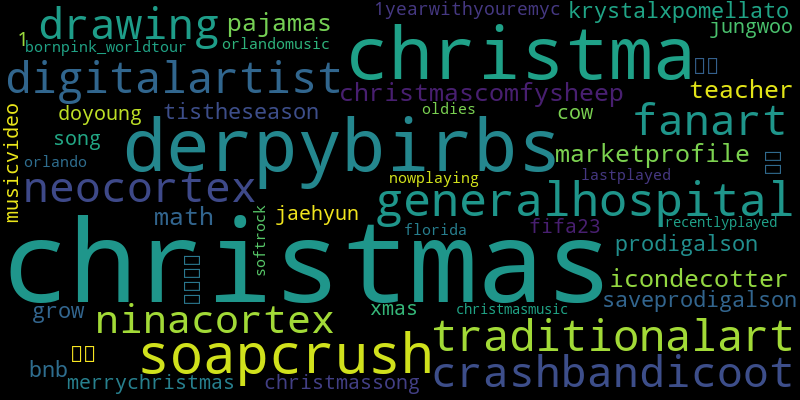 1yearwithyouremyc krystalxpomellato
drawing pajamas jungwoo
1 bornpink_worldtour orlandomusic christma
digitalartist christmascomfysheep teacher
musicvideo doyoung tistheseason oldies cow fanart
song derpybirbs marketprofile
orlando nowplaying lastplayed
neocortex generalhospital
math jaehyun softrock florida fifa23 recentlyplayed
christmas prodigalson
icondecotter
grow xmas christmasmusic saveprodigalson
ninacortex traditionalart
soapcrush
bnb merrychristmas christmassong crashbandicoot